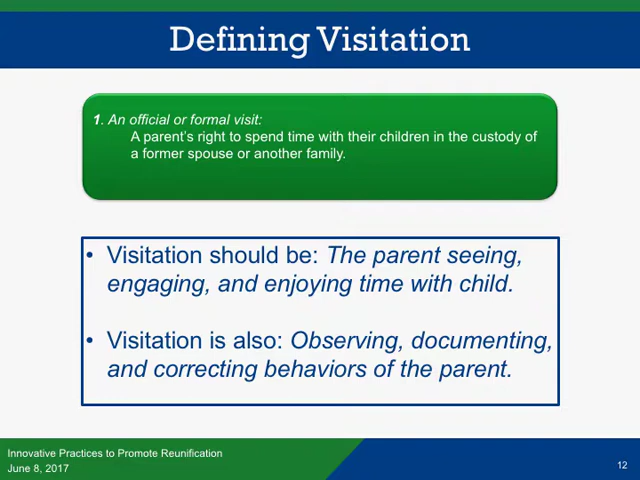 Defining Visitation
1. An official or formal visit:
A parent's right to spend time with their children in the custody of
a former spouse or another family.
• Visitation should be: The parent seeing,
engaging, and enjoying time with child.
• Visitation is also: Observing, documenting,
and correcting behaviors of the parent.
Innovative Practices to Promote Reunification
June 8, 2017
12